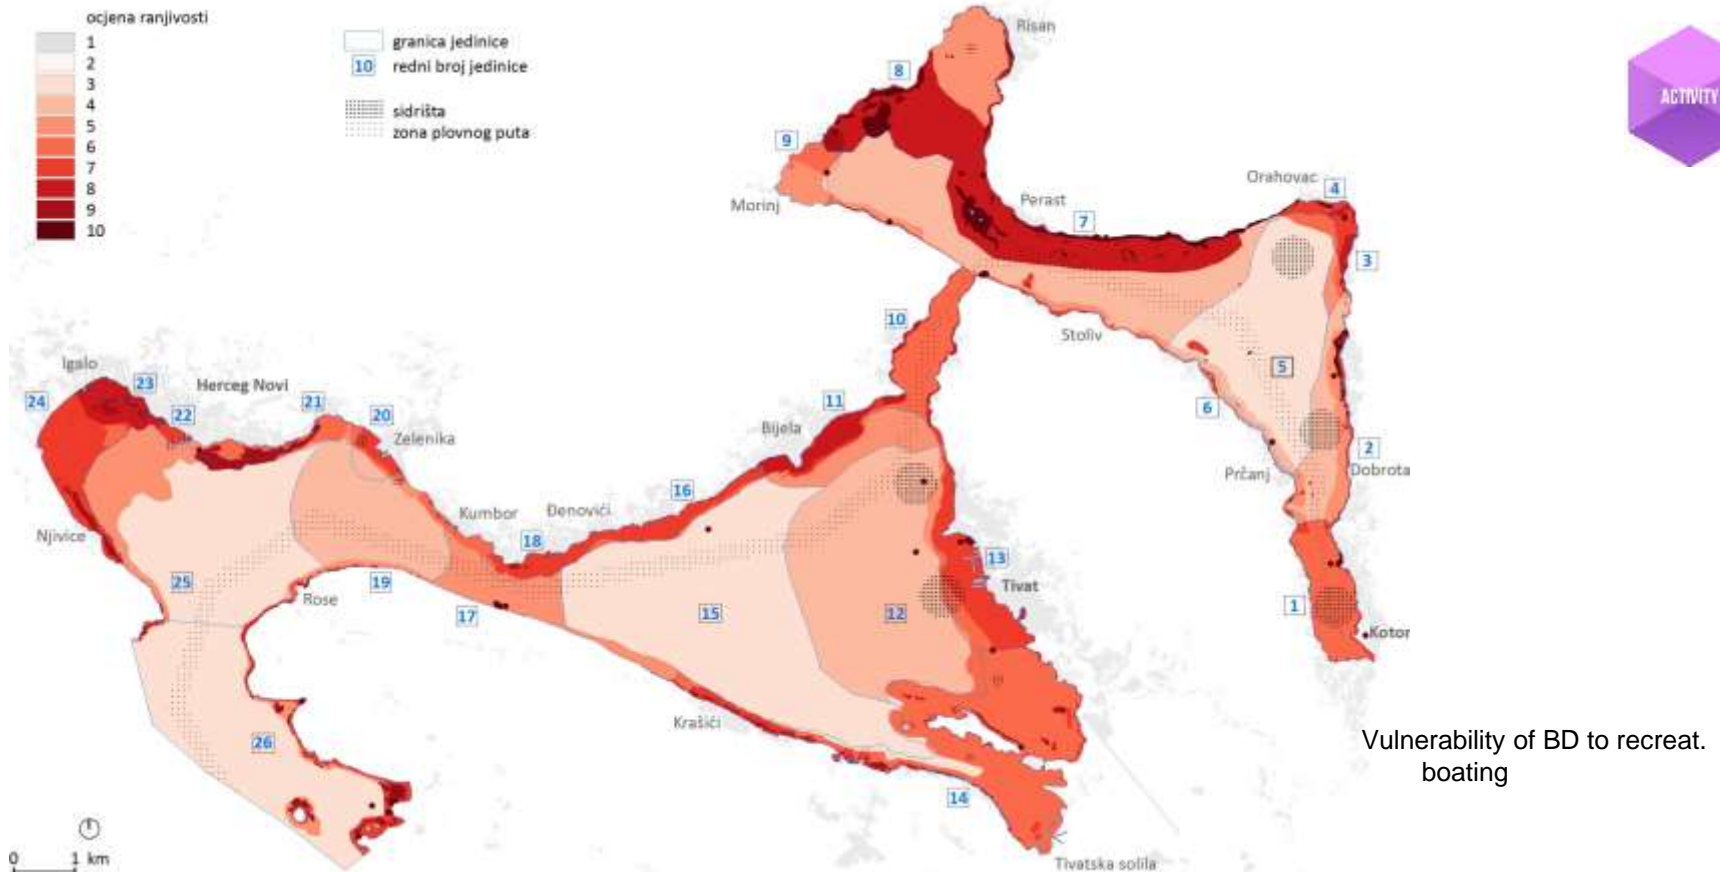 ocjena ranjivosti
1
2
3
4
5
6
7
8
9
10
granica jedinice
10 redni broj jedinice
sidrišta
zona plovnog puta
ACTIVITY
Risan
8
9
Morinj
Perast
7
Orahovac
4
3
10
Stoliv
5
6
Prčanj
2
Dobrota
1
Kotor
Igalo
24
23
Herceg Novi
22
21
20
Zelenika
11
Bijela
16
Đenovići
Kumbor
18
Njivice
25
Rose
19
17
15
12
13
Tivat
26
Krašići
14
Tivatska solila
Vulnerability of BD to recreat.
boating
0 1 km